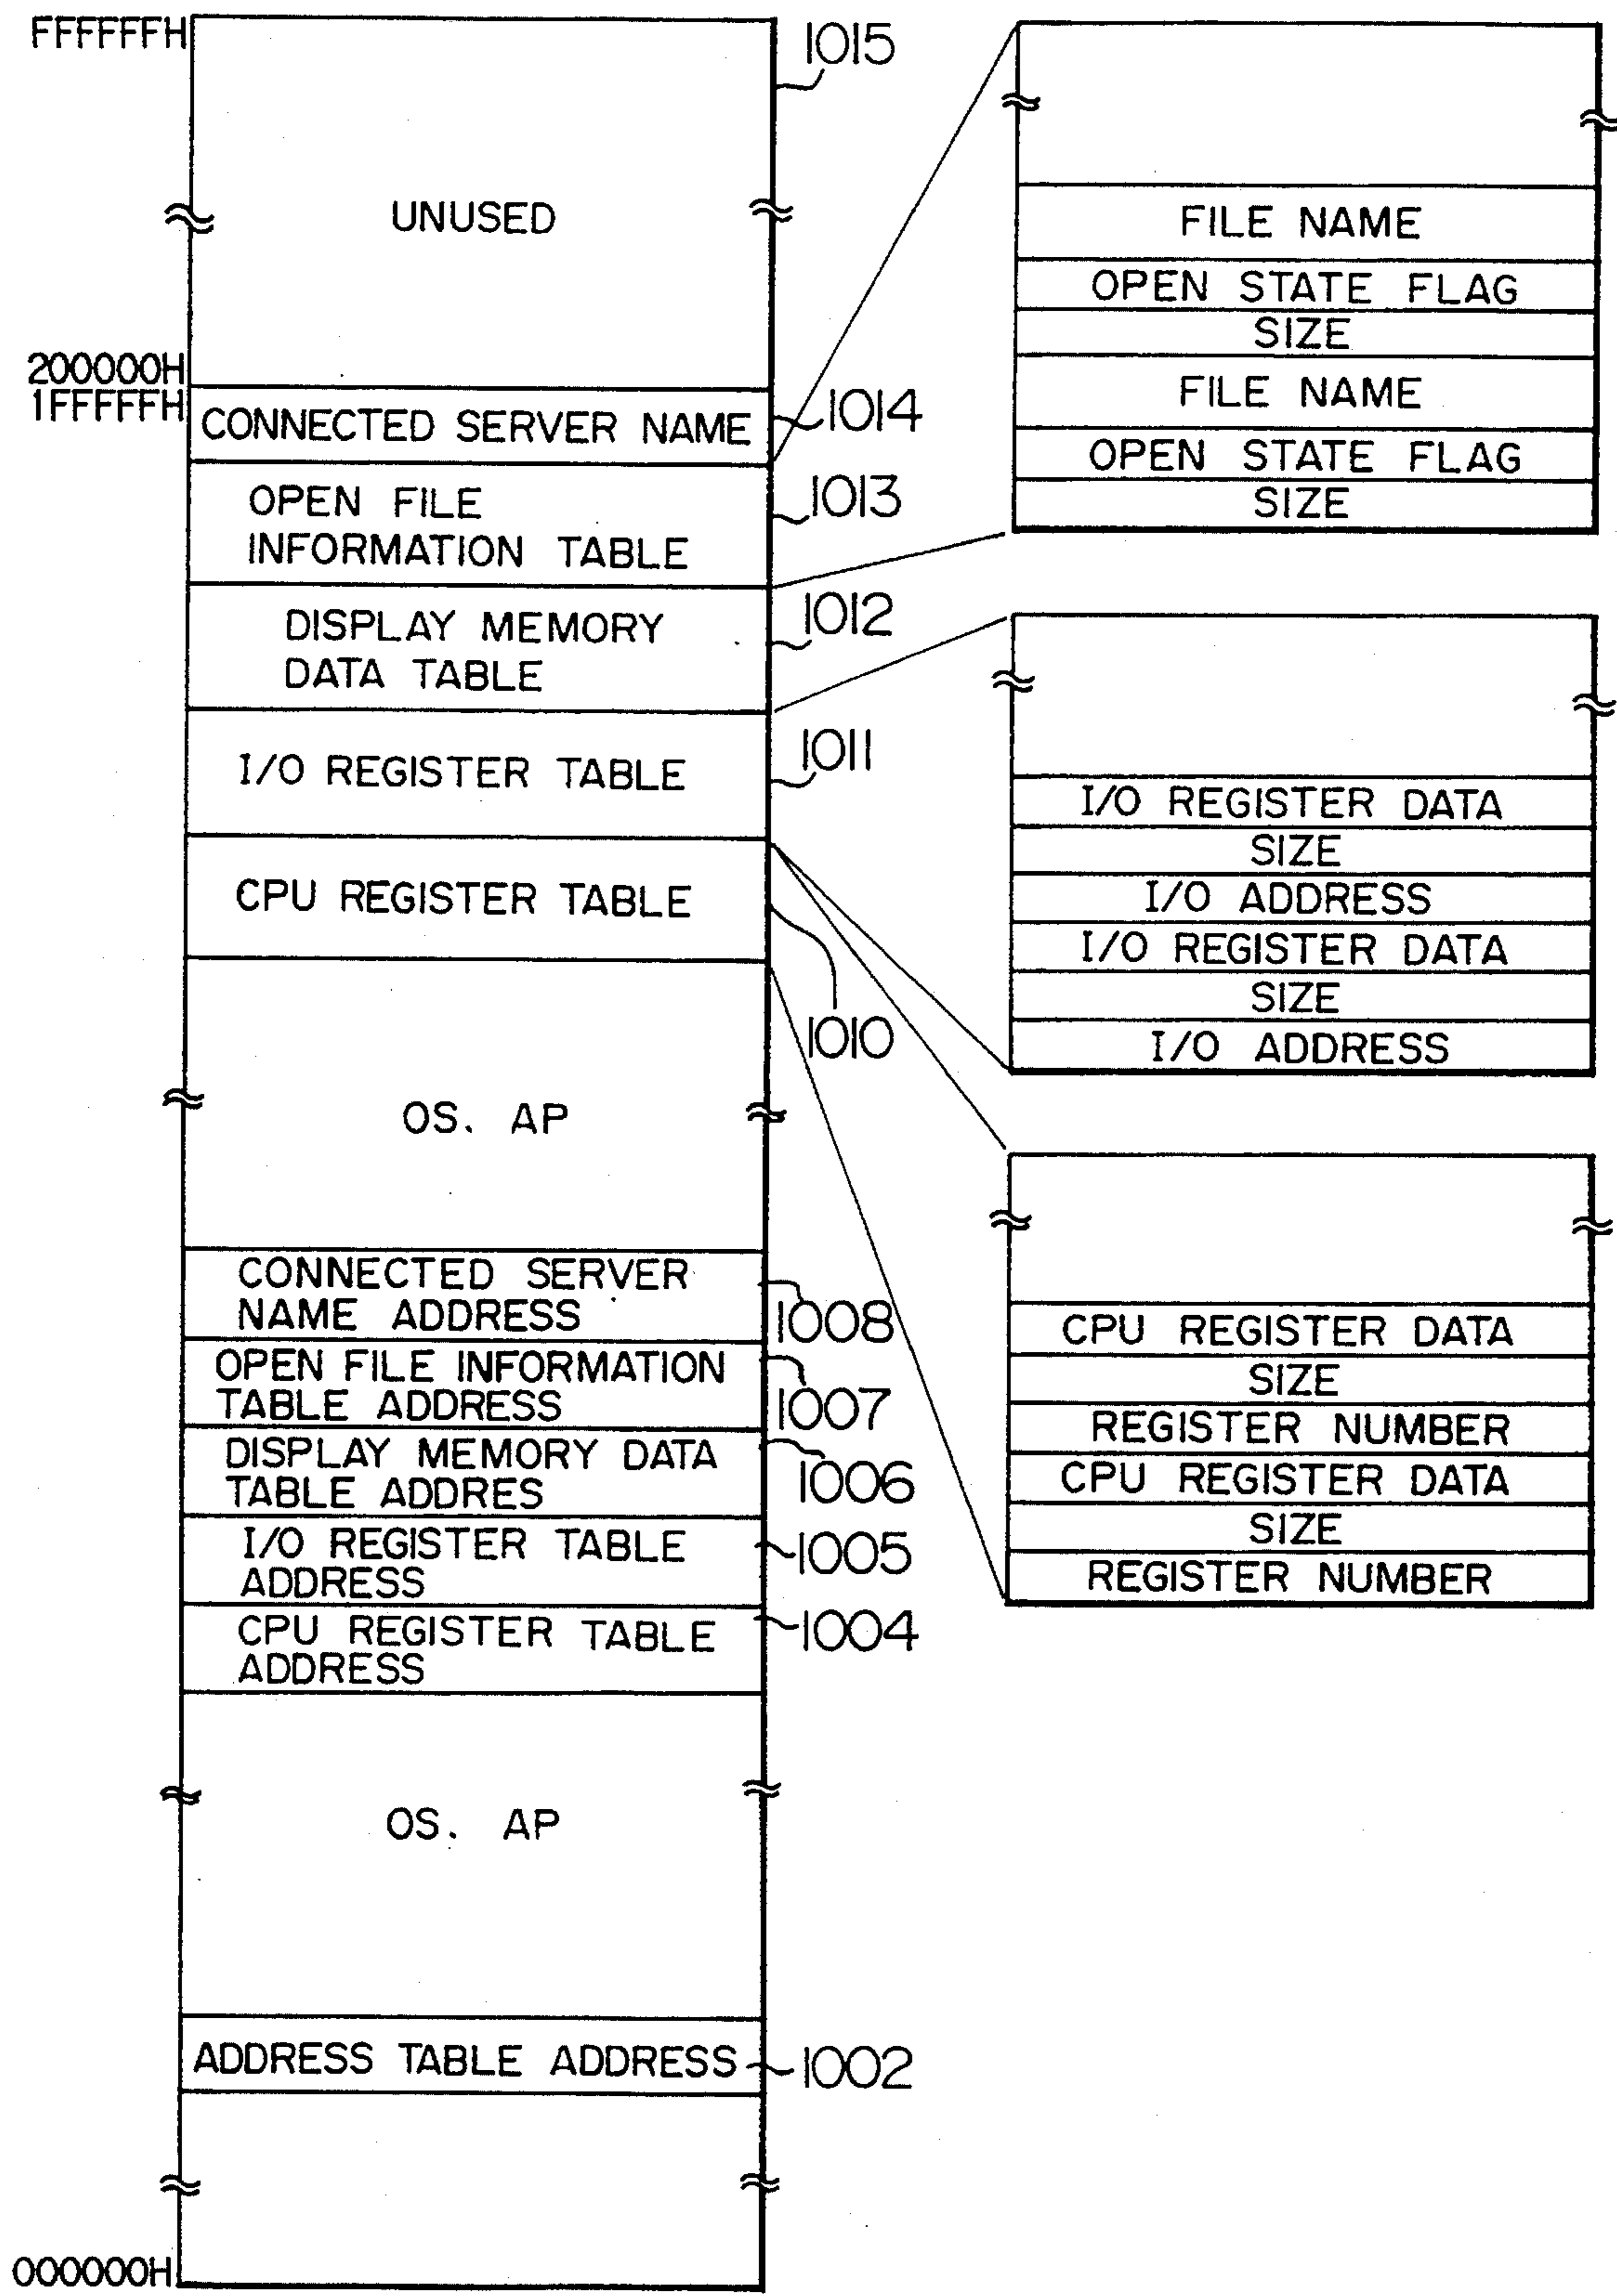 FFFFFFH
1015
UNUSED
200000H
1FFFFFH
CONNECTED SERVER NAME
1014
OPEN FILE
INFORMATION TABLE
1013
DISPLAY MEMORY
DATA TABLE
1012
I/O REGISTER TABLE
1011
CPU REGISTER TABLE
1010
OS. AP
CONNECTED SERVER
NAME ADDRESS
1008
OPEN FILE INFORMATION
TABLE ADDRESS
1007
DISPLAY MEMORY DATA
TABLE ADDRES
1006
I/O REGISTER TABLE
ADDRESS
1005
CPU REGISTER TABLE
ADDRESS
1004
OS. AP
ADDRESS TABLE ADDRESS
1002
000000H
FILE NAME
OPEN STATE FLAG
SIZE
FILE NAME
OPEN STATE FLAG
SIZE
I/O REGISTER DATA
SIZE
I/O ADDRESS
I/O REGISTER DATA
SIZE
I/O ADDRESS
CPU REGISTER DATA
SIZE
REGISTER NUMBER
CPU REGISTER DATA
SIZE
REGISTER NUMBER